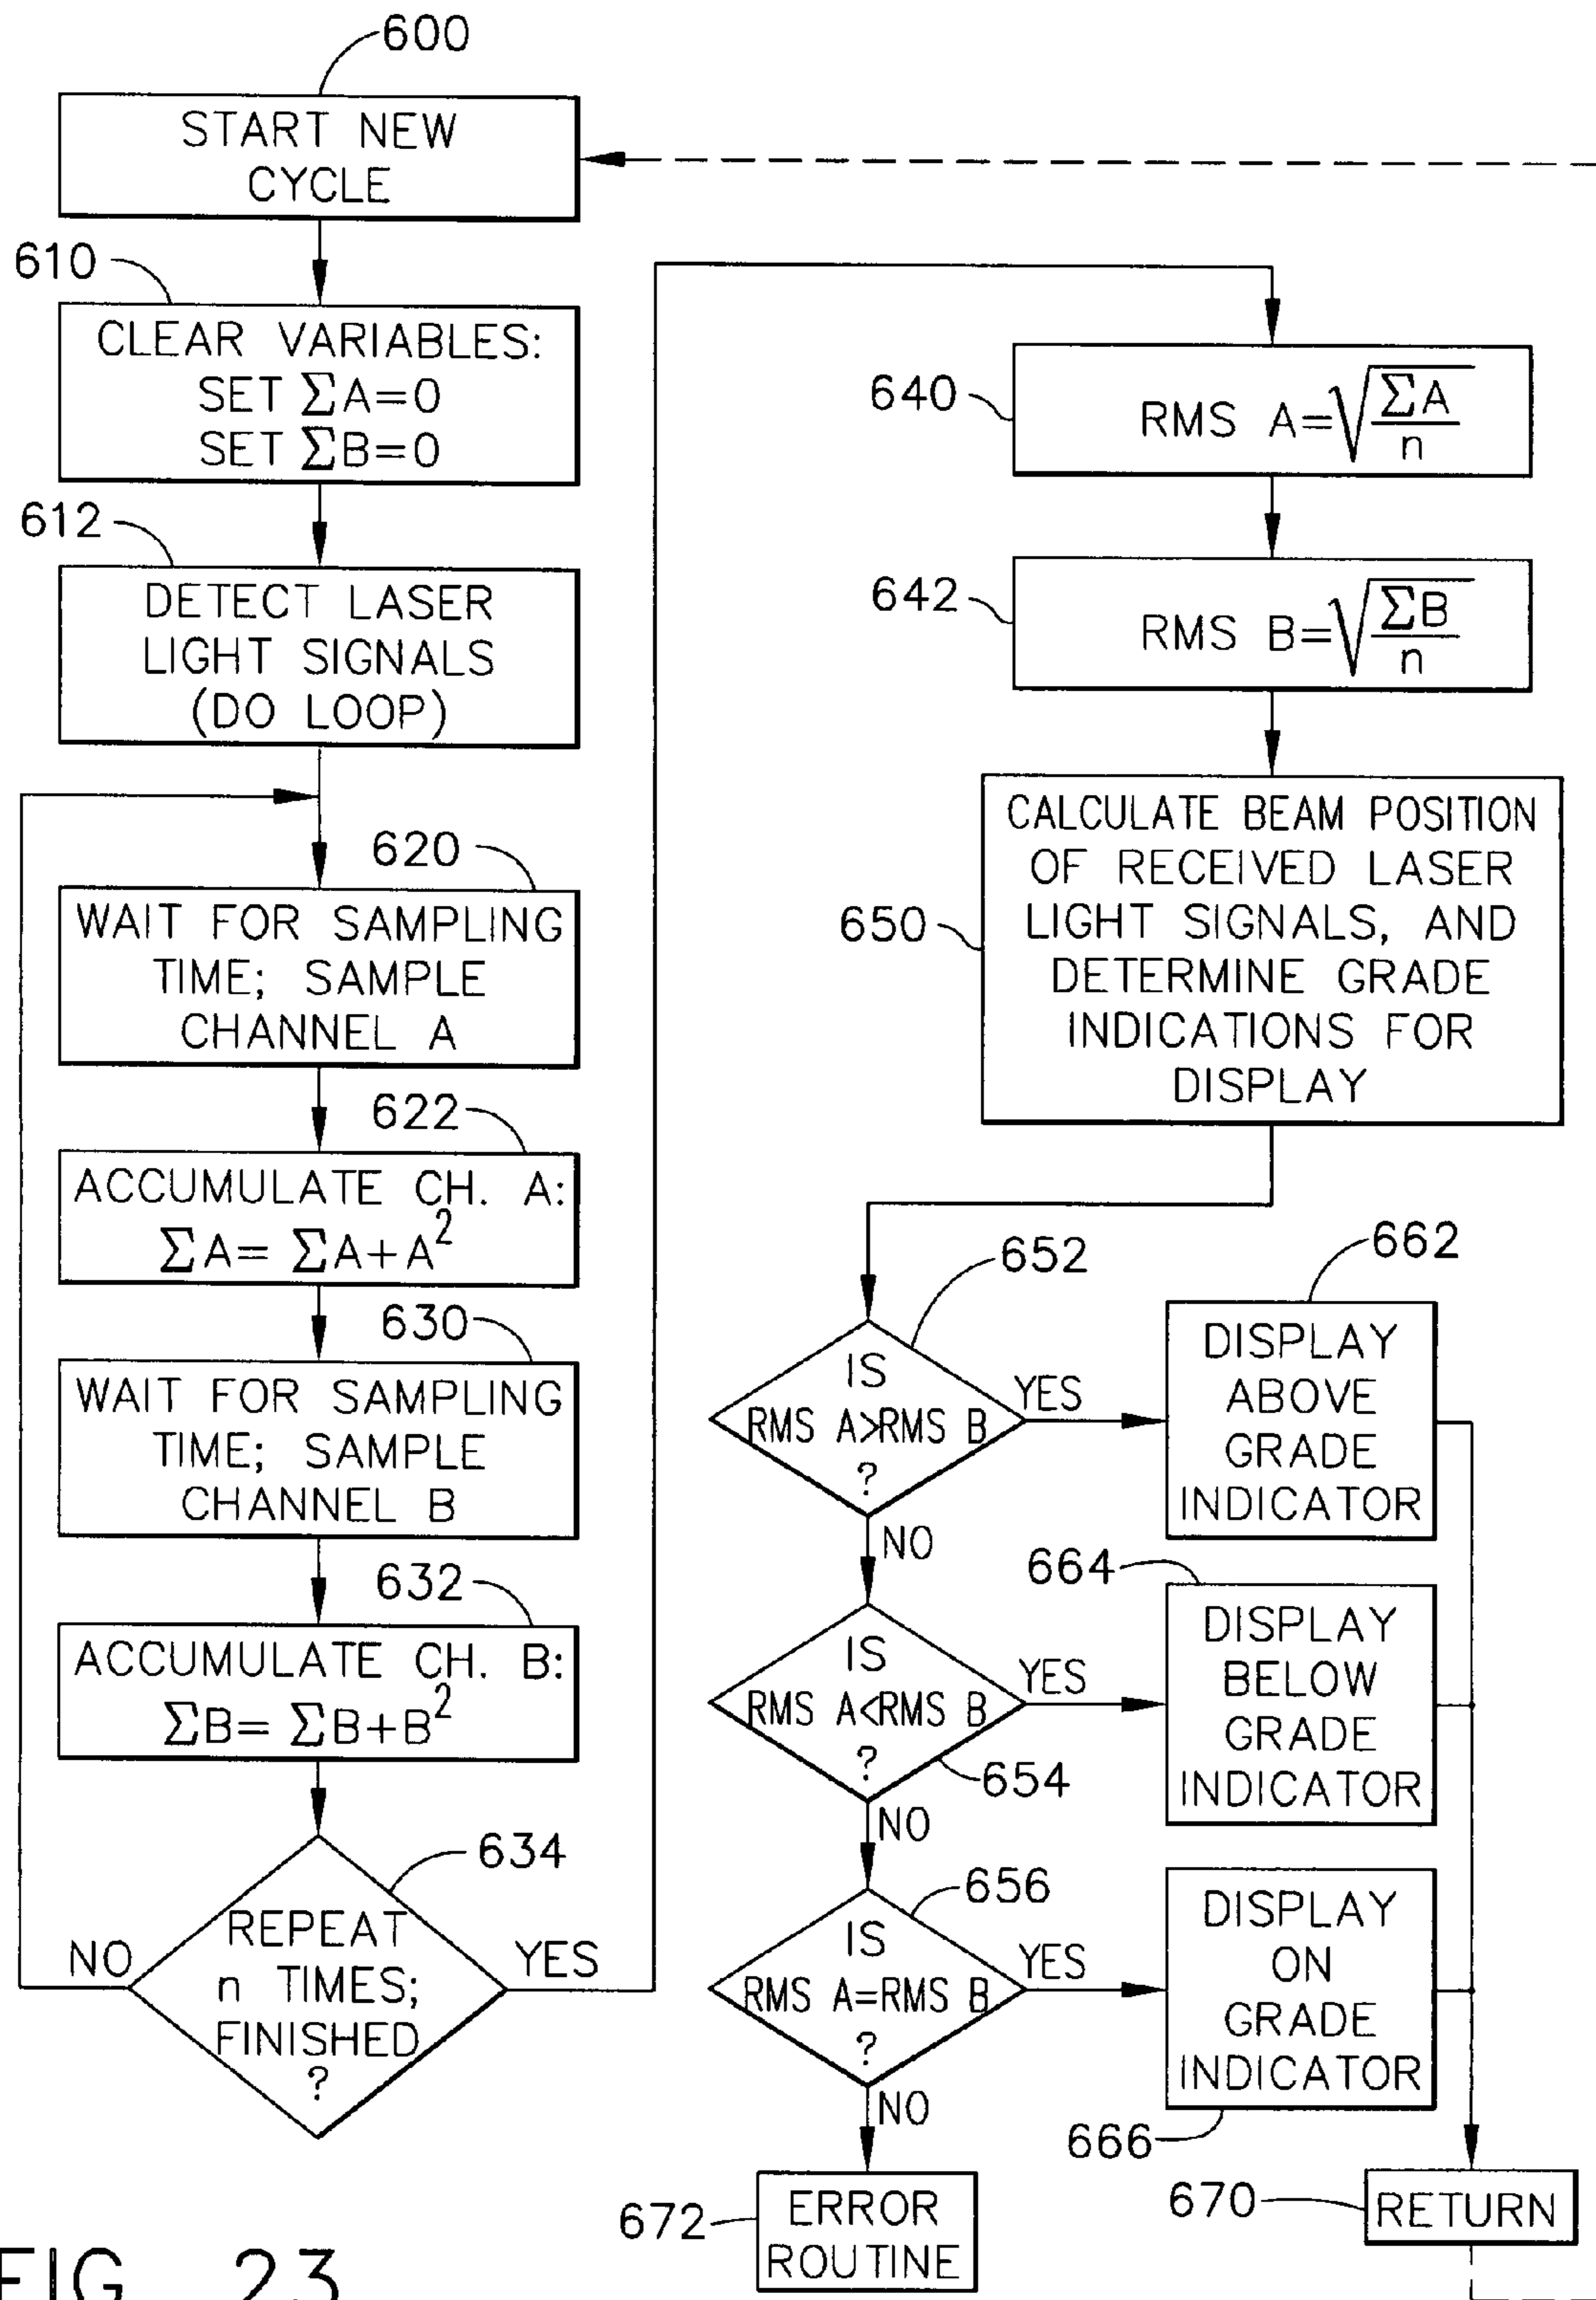 600
START NEW
CYCLE
610
CLEAR VARIABLES:
SET ΣA=0
SET ΣB=0
612
DETECT LASER
LIGHT SIGNALS
(DO LOOP)
620
WAIT FOR SAMPLING
TIME; SAMPLE
CHANNEL A
622
ACCUMULATE CH. A:
ΣA= ΣA+A²
630
WAIT FOR SAMPLING
TIME; SAMPLE
CHANNEL B
632
ACCUMULATE CH. B:
ΣB= ΣB+B²
634
REPEAT
n TIMES;
FINISHED
?
NO
YES
640
RMS A=√(ΣA/n)
642
RMS B=√(ΣB/n)
650
CALCULATE BEAM POSITION
OF RECEIVED LASER
LIGHT SIGNALS, AND
DETERMINE GRADE
INDICATIONS FOR
DISPLAY
652
IS
RMS A>RMS B
?
YES
NO
662
DISPLAY
ABOVE
GRADE
INDICATOR
654
IS
RMS A<RMS B
?
YES
NO
664
DISPLAY
BELOW
GRADE
INDICATOR
656
IS
RMS A=RMS B
?
YES
NO
666
DISPLAY
ON
GRADE
INDICATOR
672
ERROR
ROUTINE
670
RETURN
FIG. 23